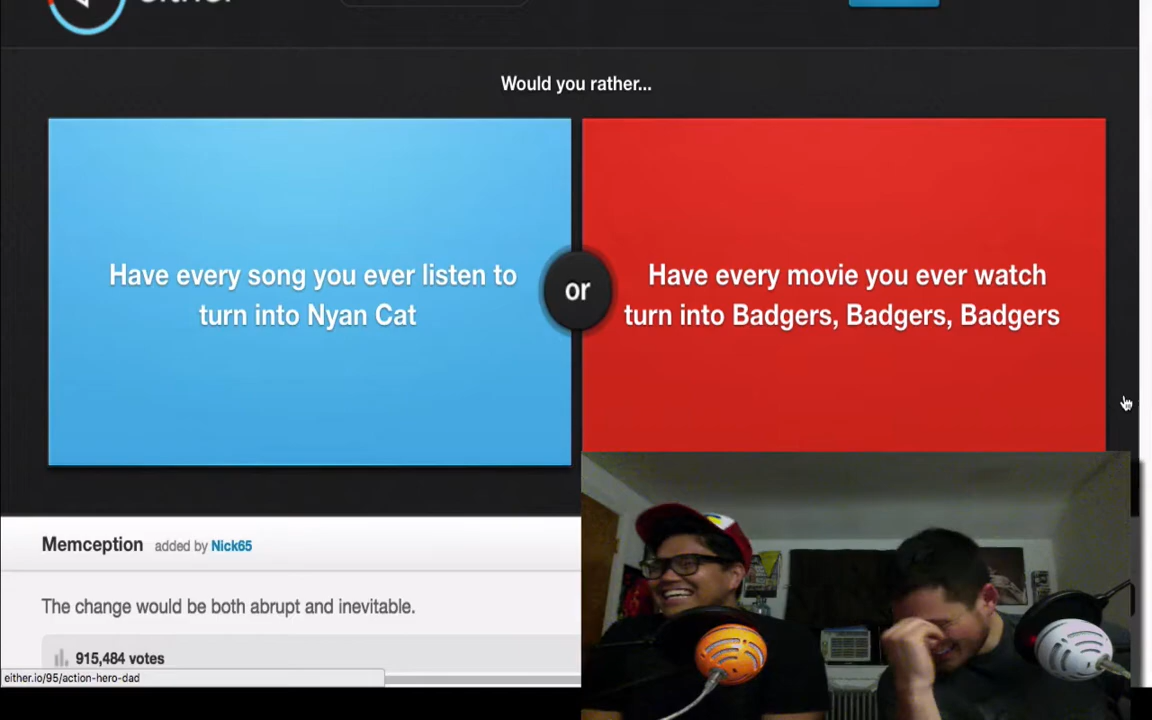 either
Would you rather...
Have every song you ever listen to
turn into Nyan Cat
or
Have every movie you ever watch
turn into Badgers, Badgers, Badgers
Memception added by Nick65
The change would be both abrupt and inevitable.
915,484 votes
either.io/95/action-hero-dad